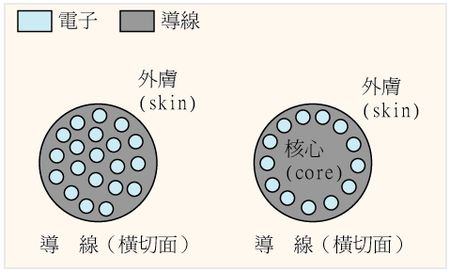 電子 導線
外膚
(skin)
外膚
(skin)
核心
(core)
導 線（橫切面）
導 線（橫切面）